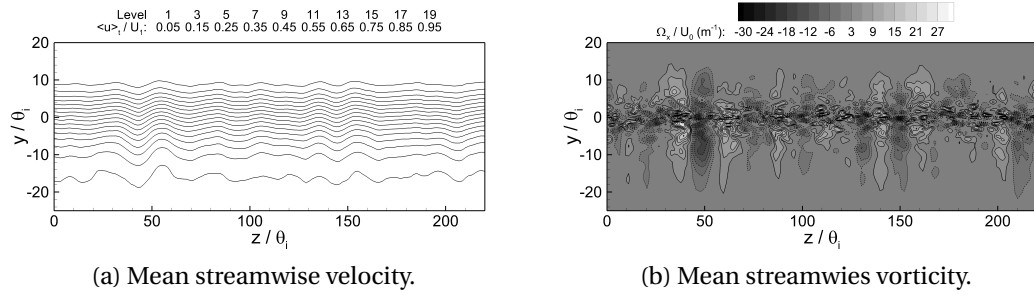 Level 1 3 5 7 9 11 13 15 17 19
<u>t / U1: 0.05 0.15 0.25 0.35 0.45 0.55 0.65 0.75 0.85 0.95
20
10
0
-10
-20
y / θi
0 50 100 150 200
z / θi
(a) Mean streamwise velocity.
Ωx / U0 (m-1): -30 -24 -18 -12 -6 3 9 15 21 27
20
10
0
-10
-20
y / θi
0 50 100 150 200
z / θi
(b) Mean streamwies vorticity.